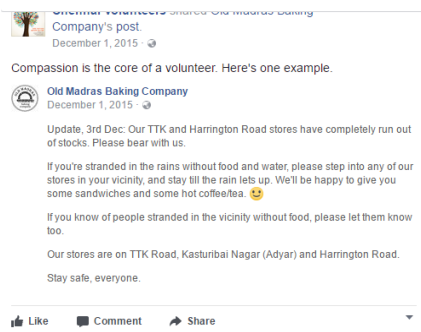 Chennai Volunteers shared Old Madras Baking
Company's post.
December 1, 2015 ·
Compassion is the core of a volunteer. Here's one example.
Old Madras Baking Company
December 1, 2015 ·
Update, 3rd Dec: Our TTK and Harrington Road stores have completely run out
of stocks. Please bear with us.
If you're stranded in the rains without food and water, please step into any of our
stores in your vicinity, and stay till the rain lets up. We'll be happy to give you
some sandwiches and some hot coffee/tea.
If you know of people stranded in the vicinity without food, please let them know
too.
Our stores are on TTK Road, Kasturibai Nagar (Adyar) and Harrington Road.
Stay safe, everyone.
Like Comment Share